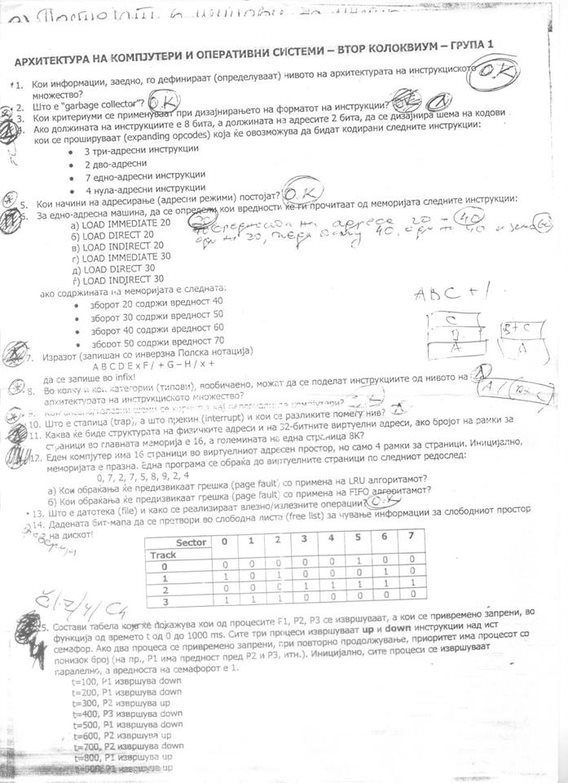 АРХИТЕКТУРА НА КОМПЈУТЕРИ И ОПЕРАТИВНИ СИСТЕМИ – ВТОР КОЛОКВИУМ – ГРУПА 1
1. Кои информации, заедно, го дефинираат (определуваат) нивото на архитектурата на инструкциското
множество? O.K
2. Што е "garbage collector"? O.K
3. Кои критериуми се применуваат при дизајнирањето на форматот на инструкции?
4. Ако должината на инструкциите е 8 бита, а должината на адресите 2 бита, да се дизајнира шема на кодови
кои се прошируваат (expanding opcodes) која ќе овозможува да бидат кодирани следните инструкции:
• 3 три-адресни инструкции
• 2 дво-адресни
• 7 едно-адресни инструкции
• 4 нула-адресни инструкции
5. Кои начини на адресирање (адресни режими) постојат? O.K
6. За едно-адресна машина, да се определи кои вредности ќе ги прочитаат од меморијата следните инструкции:
а) LOAD IMMEDIATE 20
б) LOAD DIRECT 20
в) LOAD INDIRECT 20
г) LOAD IMMEDIATE 30
д) LOAD DIRECT 30
ѓ) LOAD INDIRECT 30
ако содржината на меморијата е следната:
• зборот 20 содржи вредност 40
• зборот 30 содржи вредност 50
• зборот 40 содржи вредност 60
• зборот 50 содржи вредност 70
ABC+/
C
B
A
B+C
A
7. Изразот (запишан со инверзна Полска нотација)
A B C D E x F / + G – H / x +
да се запише во infix!
8. Во колку и кои категории (типови), вообичаено, можат да се поделат инструкциите од нивото на
архитектурата на инструкциското множество?
9.
10. Што е стапица (trap), а што прекин (interrupt) и кои се разликите помеѓу нив?
11. Каква ќе биде структурата на физичките адреси и на 32-битните виртуелни адреси, ако бројот на рамки за
страници во главната меморија е 16, а големината на една страница 8K?
12. Еден компјутер има 16 страници во виртуелниот адресен простор, но само 4 рамки за страници. Иницијално,
меморијата е празна. Една програма се обраќа до виртуелните страници по следниот редослед:
0, 7, 2, 7, 5, 8, 9, 2, 4
а) Кои обраќања ќе предизвикаат грешка (page fault) со примена на LRU алгоритамот?
б) Кои обраќања ќе предизвикаат грешка (page fault) со примена на FIFO алгоритамот?
13. Што е датотека (file) и како се реализираат влезно/излезните операции? O.K
14. Дадената бит-мапа да се претвори во слободна листа (free list) за чување информации за слободниот простор
на дискот!
Sector 0 1 2 3 4 5 6 7
Track
0 0 0 0 0 0 1 0 0
1 1 0 1 0 0 0 1 0
2 0 0 0 1 1 1 1 0
3 1 1 1 0 0 0 0 0
15. Состави табела која ќе покажува кои од процесите P1, P2, P3 се извршуваат, а кои се привремено запрени, во
функција од времето t од 0 до 1000 ms. Сите три процеси извршуваат up и down инструкции над ист
семафор. Ако два процеса се привремено запрени, при повторно продолжување, приоритет има процесот со
понизок број (на пр., P1 има предност пред P2 и P3, итн.). Иницијално, сите процеси се извршуваат
паралелно, а вредноста на семафорот е 1.
t=100, P1 извршува down
t=200, P1 извршува down
t=300, P2 извршува up
t=400, P3 извршува down
t=500, P1 извршува down
t=600, P2 извршува up
t=700, P2 извршува down
t=800, P1 извршува up
извршува up